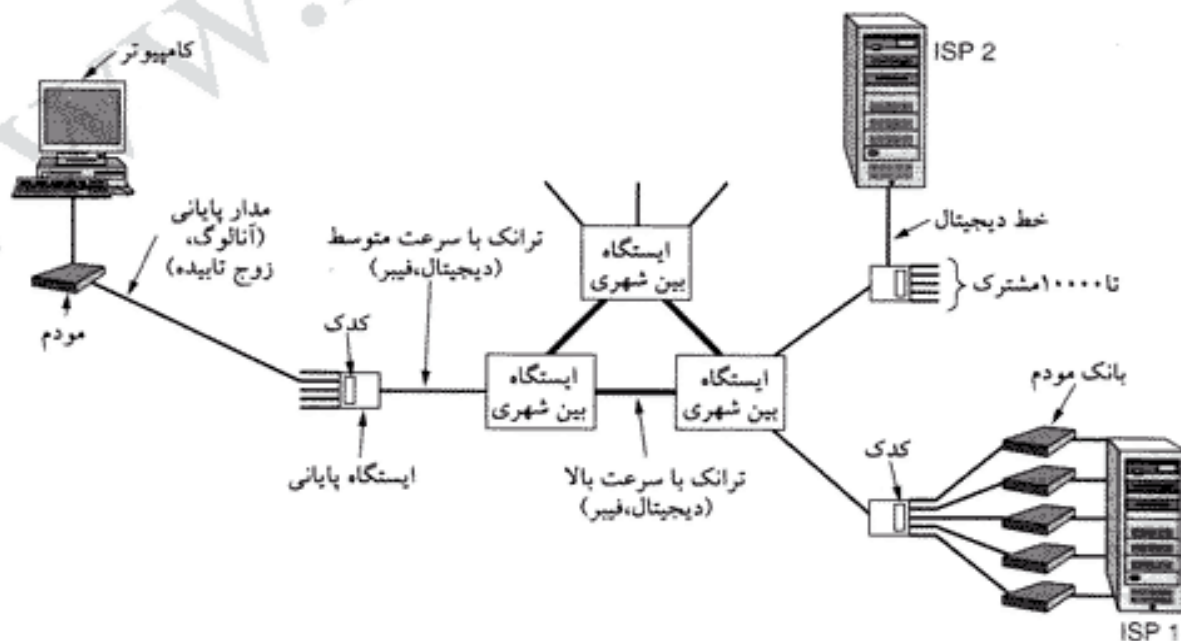 کامپیوتر
ISP 2
مدار پایانی
(آنالوگ،
زوج تابیده)
مودم
ترانک با سرعت متوسط
(دیجیتال،فیبر)
ایستگاه
بین شهری
خط دیجیتال
تا۱۰۰۰۰مشترک
کدک
ایستگاه
بین شهری
ایستگاه
بین شهری
بانک مودم
ایستگاه پایانی
ترانک با سرعت بالا
(دیجیتال،فیبر)
کدک
ISP 1